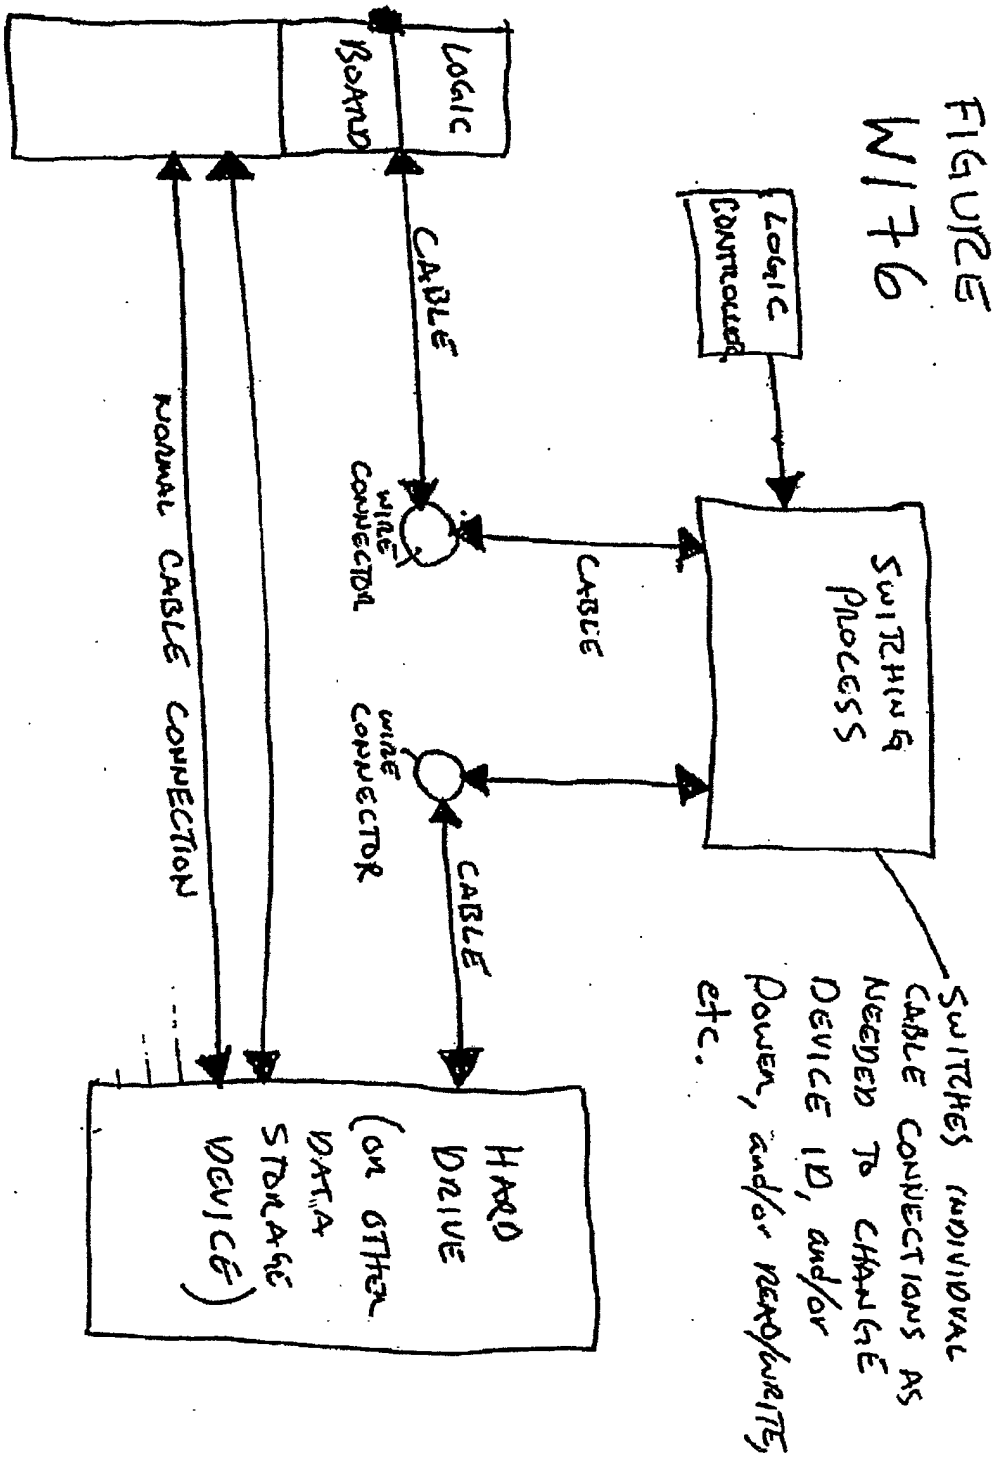 FIGURE
W176
LOGIC
CONTROLLER
SWITCHING
PROCESS
SWITCHES INDIVIDUAL
CABLE CONNECTIONS AS
NEEDED TO CHANGE
DEVICE ID, and/or
POWER, and/or READ/WRITE,
etc.
LOGIC
BOARD
CABLE
WIRE
CONNECTOR
CABLE
WIRE
CONNECTOR
CABLE
NORMAL CABLE CONNECTION
HARD
DRIVE
(OR OTHER
DATA
STORAGE
DEVICE)